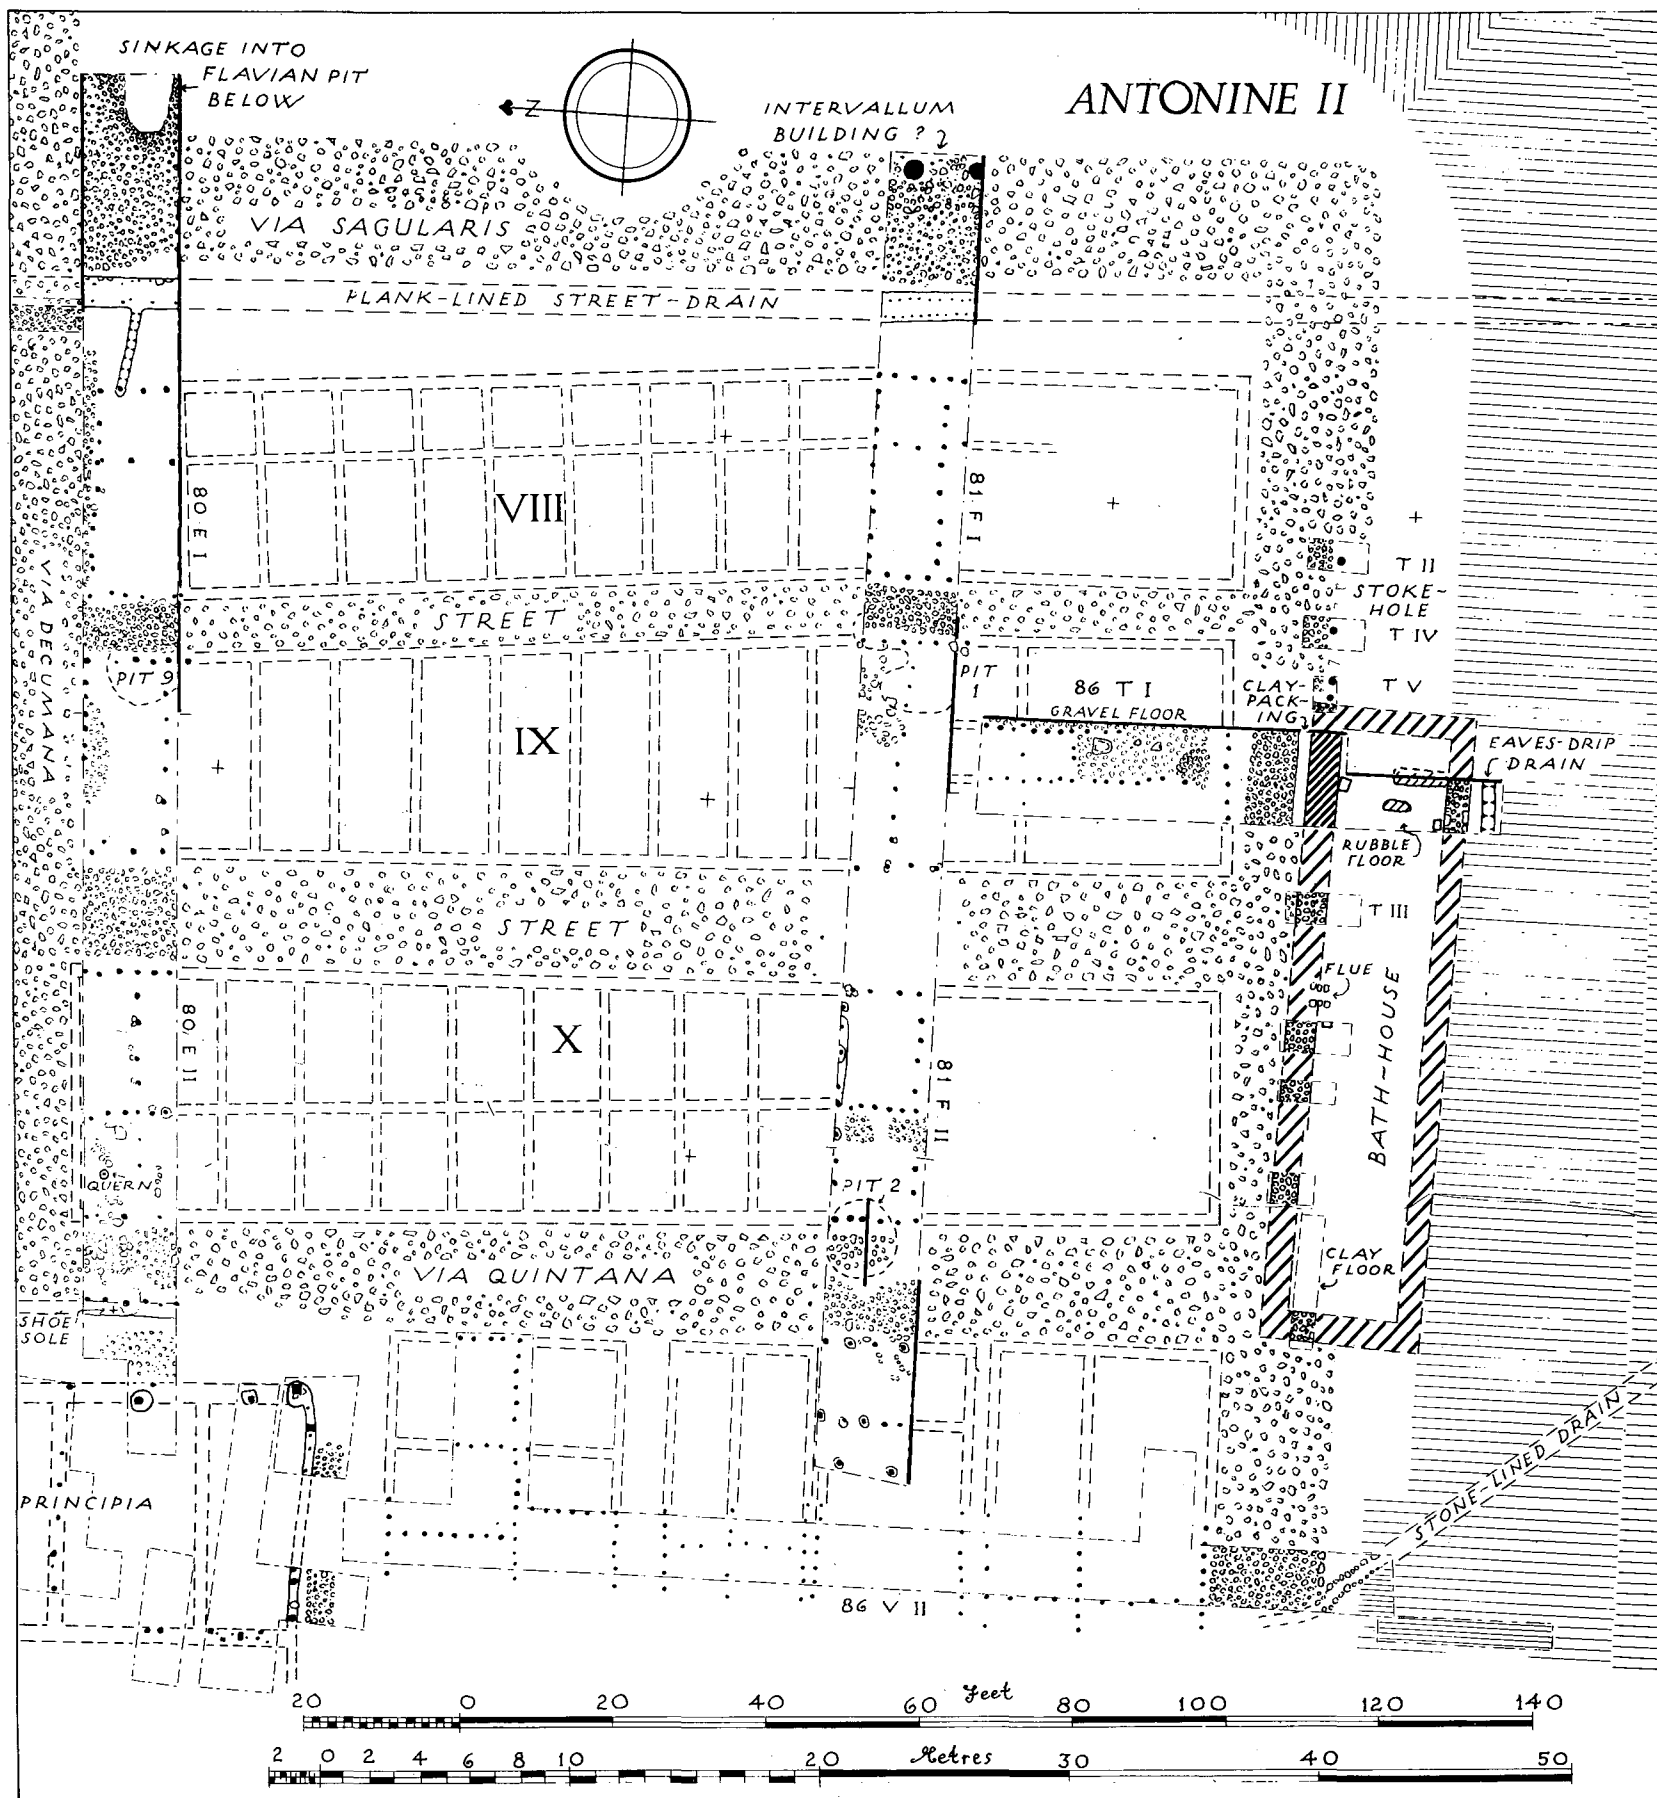 SINKAGE INTO
FLAVIAN PIT
BELOW
Z
INTERVALLUM
BUILDING ?
ANTONINE II
VIA SAGULARIS
PLANK-LINED STREET-DRAIN
80 E I
VIII
81 F I
VIA DECUMANA
STREET
T II
STOKE-
HOLE
T IV
PIT 9
PIT
1
86 T I
GRAVEL FLOOR
CLAY-
PACK-
ING
T V
IX
EAVES-DRIP
DRAIN
RUBBLE
FLOOR
STREET
T III
FLUE
80 E II
X
81 F II
BATH-HOUSE
QUERN
PIT 2
VIA QUINTANA
CLAY
FLOOR
SHOE
SOLE
PRINCIPIA
STONE-LINED DRAIN
86 V II
20 0 20 40 60 Feet 80 100 120 140
2 0 2 4 6 8 10 20 Metres 30 40 50